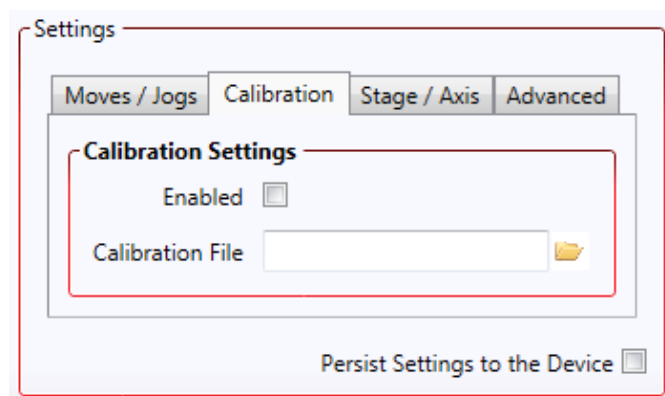 Settings
Moves / Jogs Calibration Stage / Axis Advanced
Calibration Settings
Enabled
Calibration File
Persist Settings to the Device